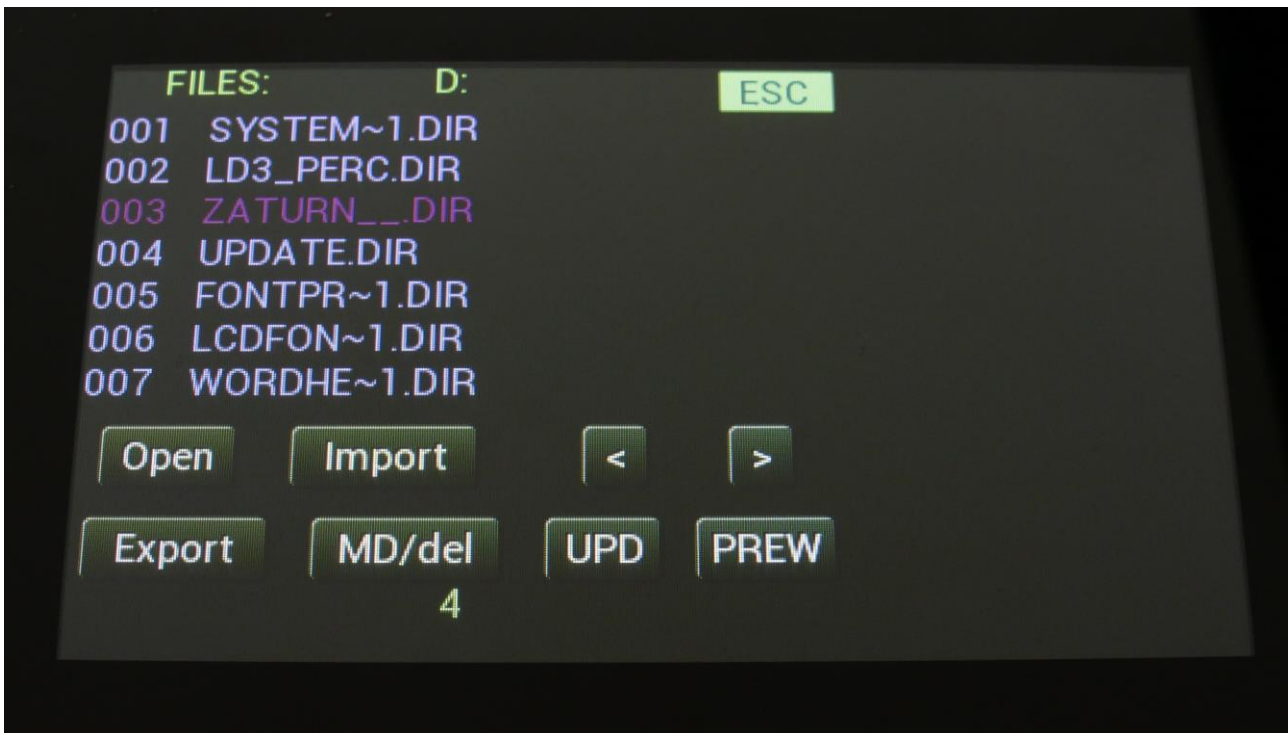 FILES: D: ESC
001 SYSTEM~1.DIR
002 LD3_PERC.DIR
003 ZATURN__.DIR
004 UPDATE.DIR
005 FONTPR~1.DIR
006 LCDFON~1.DIR
007 WORDHE~1.DIR
Open Import < >
Export MD/del UPD PREW
4